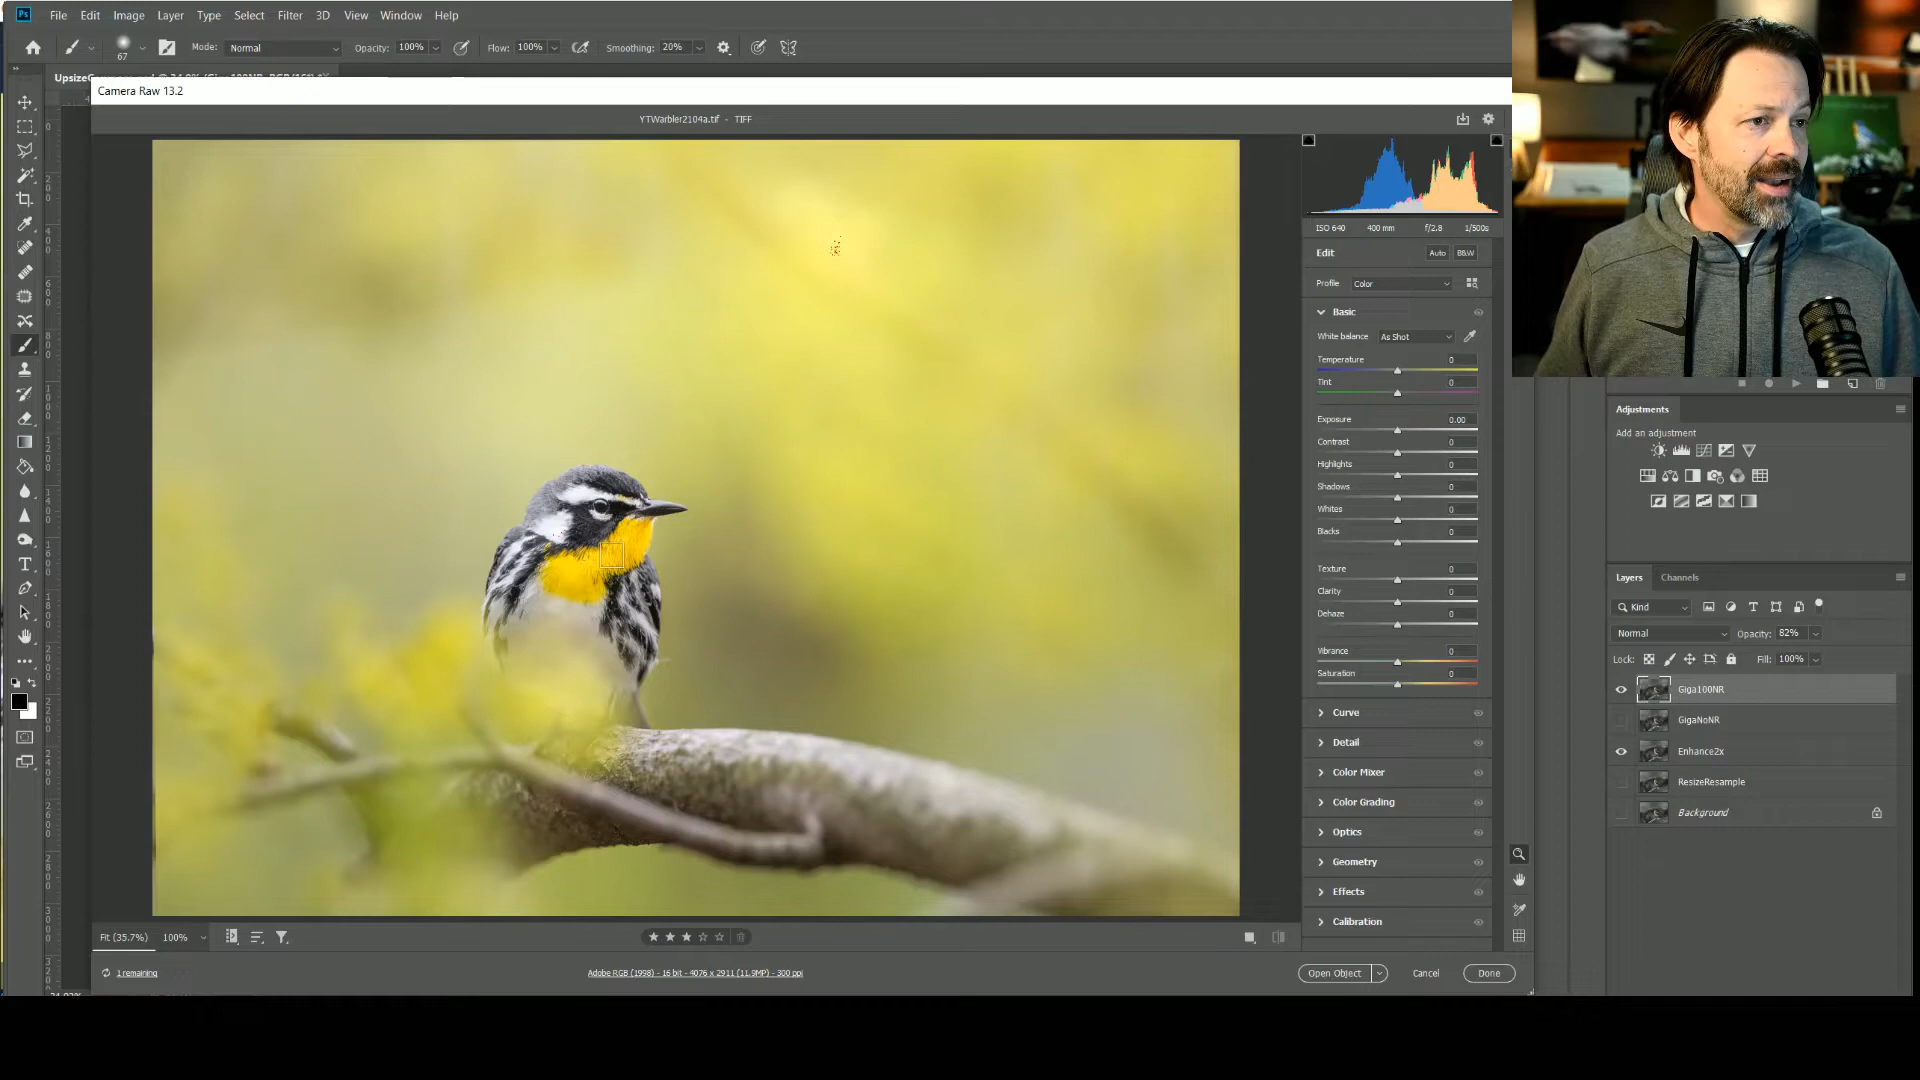 Ps File Edit Image Layer Type Select Filter 3D View Window Help
67 Mode: Normal Opacity: 100% Flow: 100% Smoothing: 20%
Camera Raw 13.2
YTWarbler2104a.tif - TIFF
ISO 640 400 mm f/2.8 1/500s
Edit Auto B&W
Profile Color
Basic
White balance As Shot
Temperature 0
Tint 0
Exposure 0.00
Contrast 0
Highlights 0
Shadows 0
Whites 0
Blacks 0
Texture 0
Clarity 0
Dehaze 0
Vibrance 0
Saturation 0
Curve
Detail
Color Mixer
Color Grading
Optics
Geometry
Effects
Calibration
Fit (35.7%) 100%
1 remaining
Adobe RGB (1998) - 16 bit - 4076 x 2911 (11.9MP) - 300 ppi
Open Object Cancel Done
Adjustments
Add an adjustment
Layers Channels
Kind
Normal Opacity: 82%
Lock: Fill: 100%
Giga100NR
GigaNoNR
Enhance2x
ResizeResample
Background